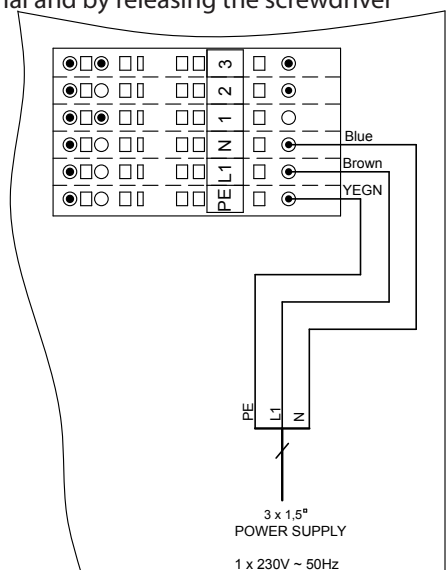 nal and by releasing the screwdriver
3
2
1
N
L1
PE
Blue
Brown
YEGN
PE
L1
N
3 x 1,5¤
POWER SUPPLY
1 x 230V ~ 50Hz